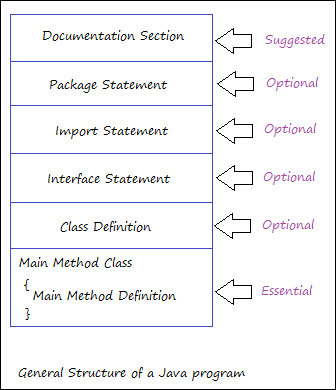 Documentation Section
Suggested
Package Statement
Optional
Import Statement
Optional
Interface Statement
Optional
Class Definition
Optional
Main Method Class
{
Main Method Definition
Essential
}
General Structure of a Java program